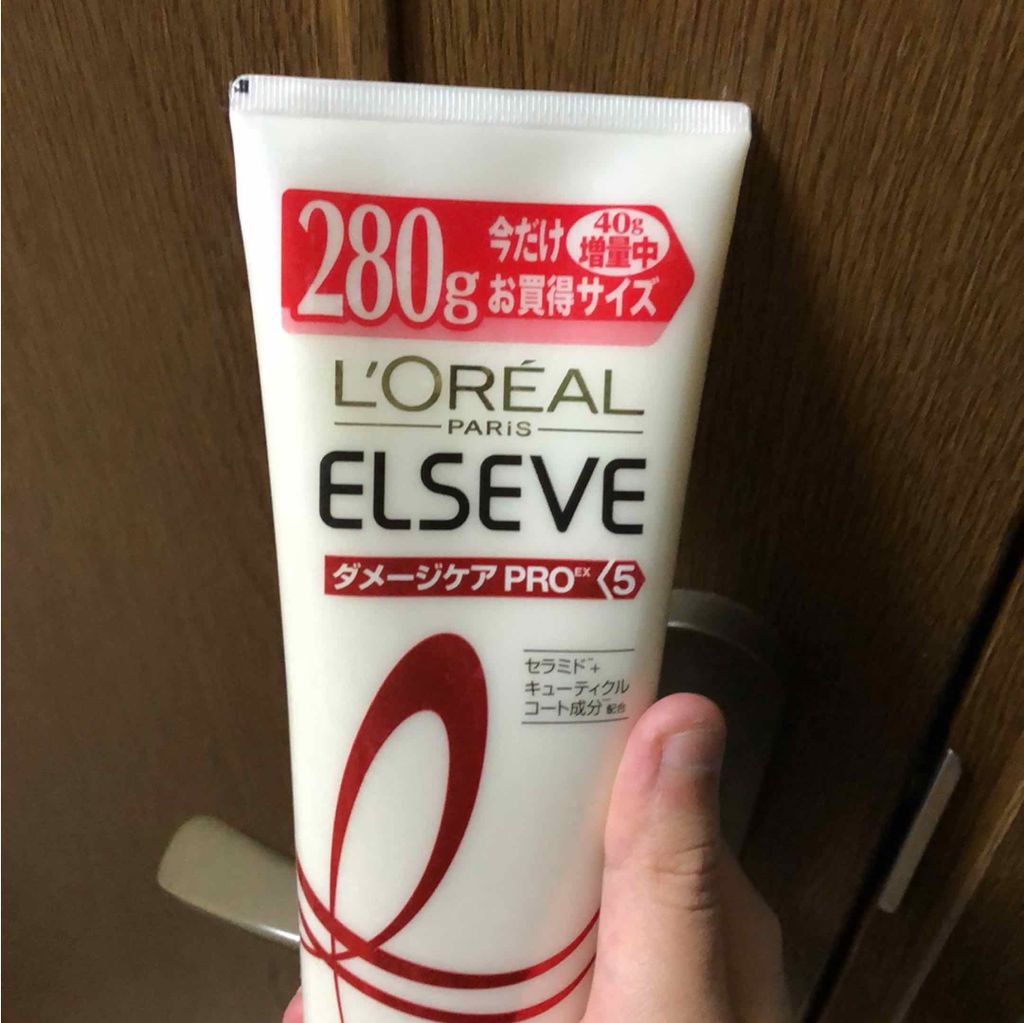 280g 今だけ 40g
増量中
お買得サイズ
L'ORÉAL
PARiS
ELSEVE
ダメージケア PRO EX 5
セラミド +
キューティクル
コート成分 配合